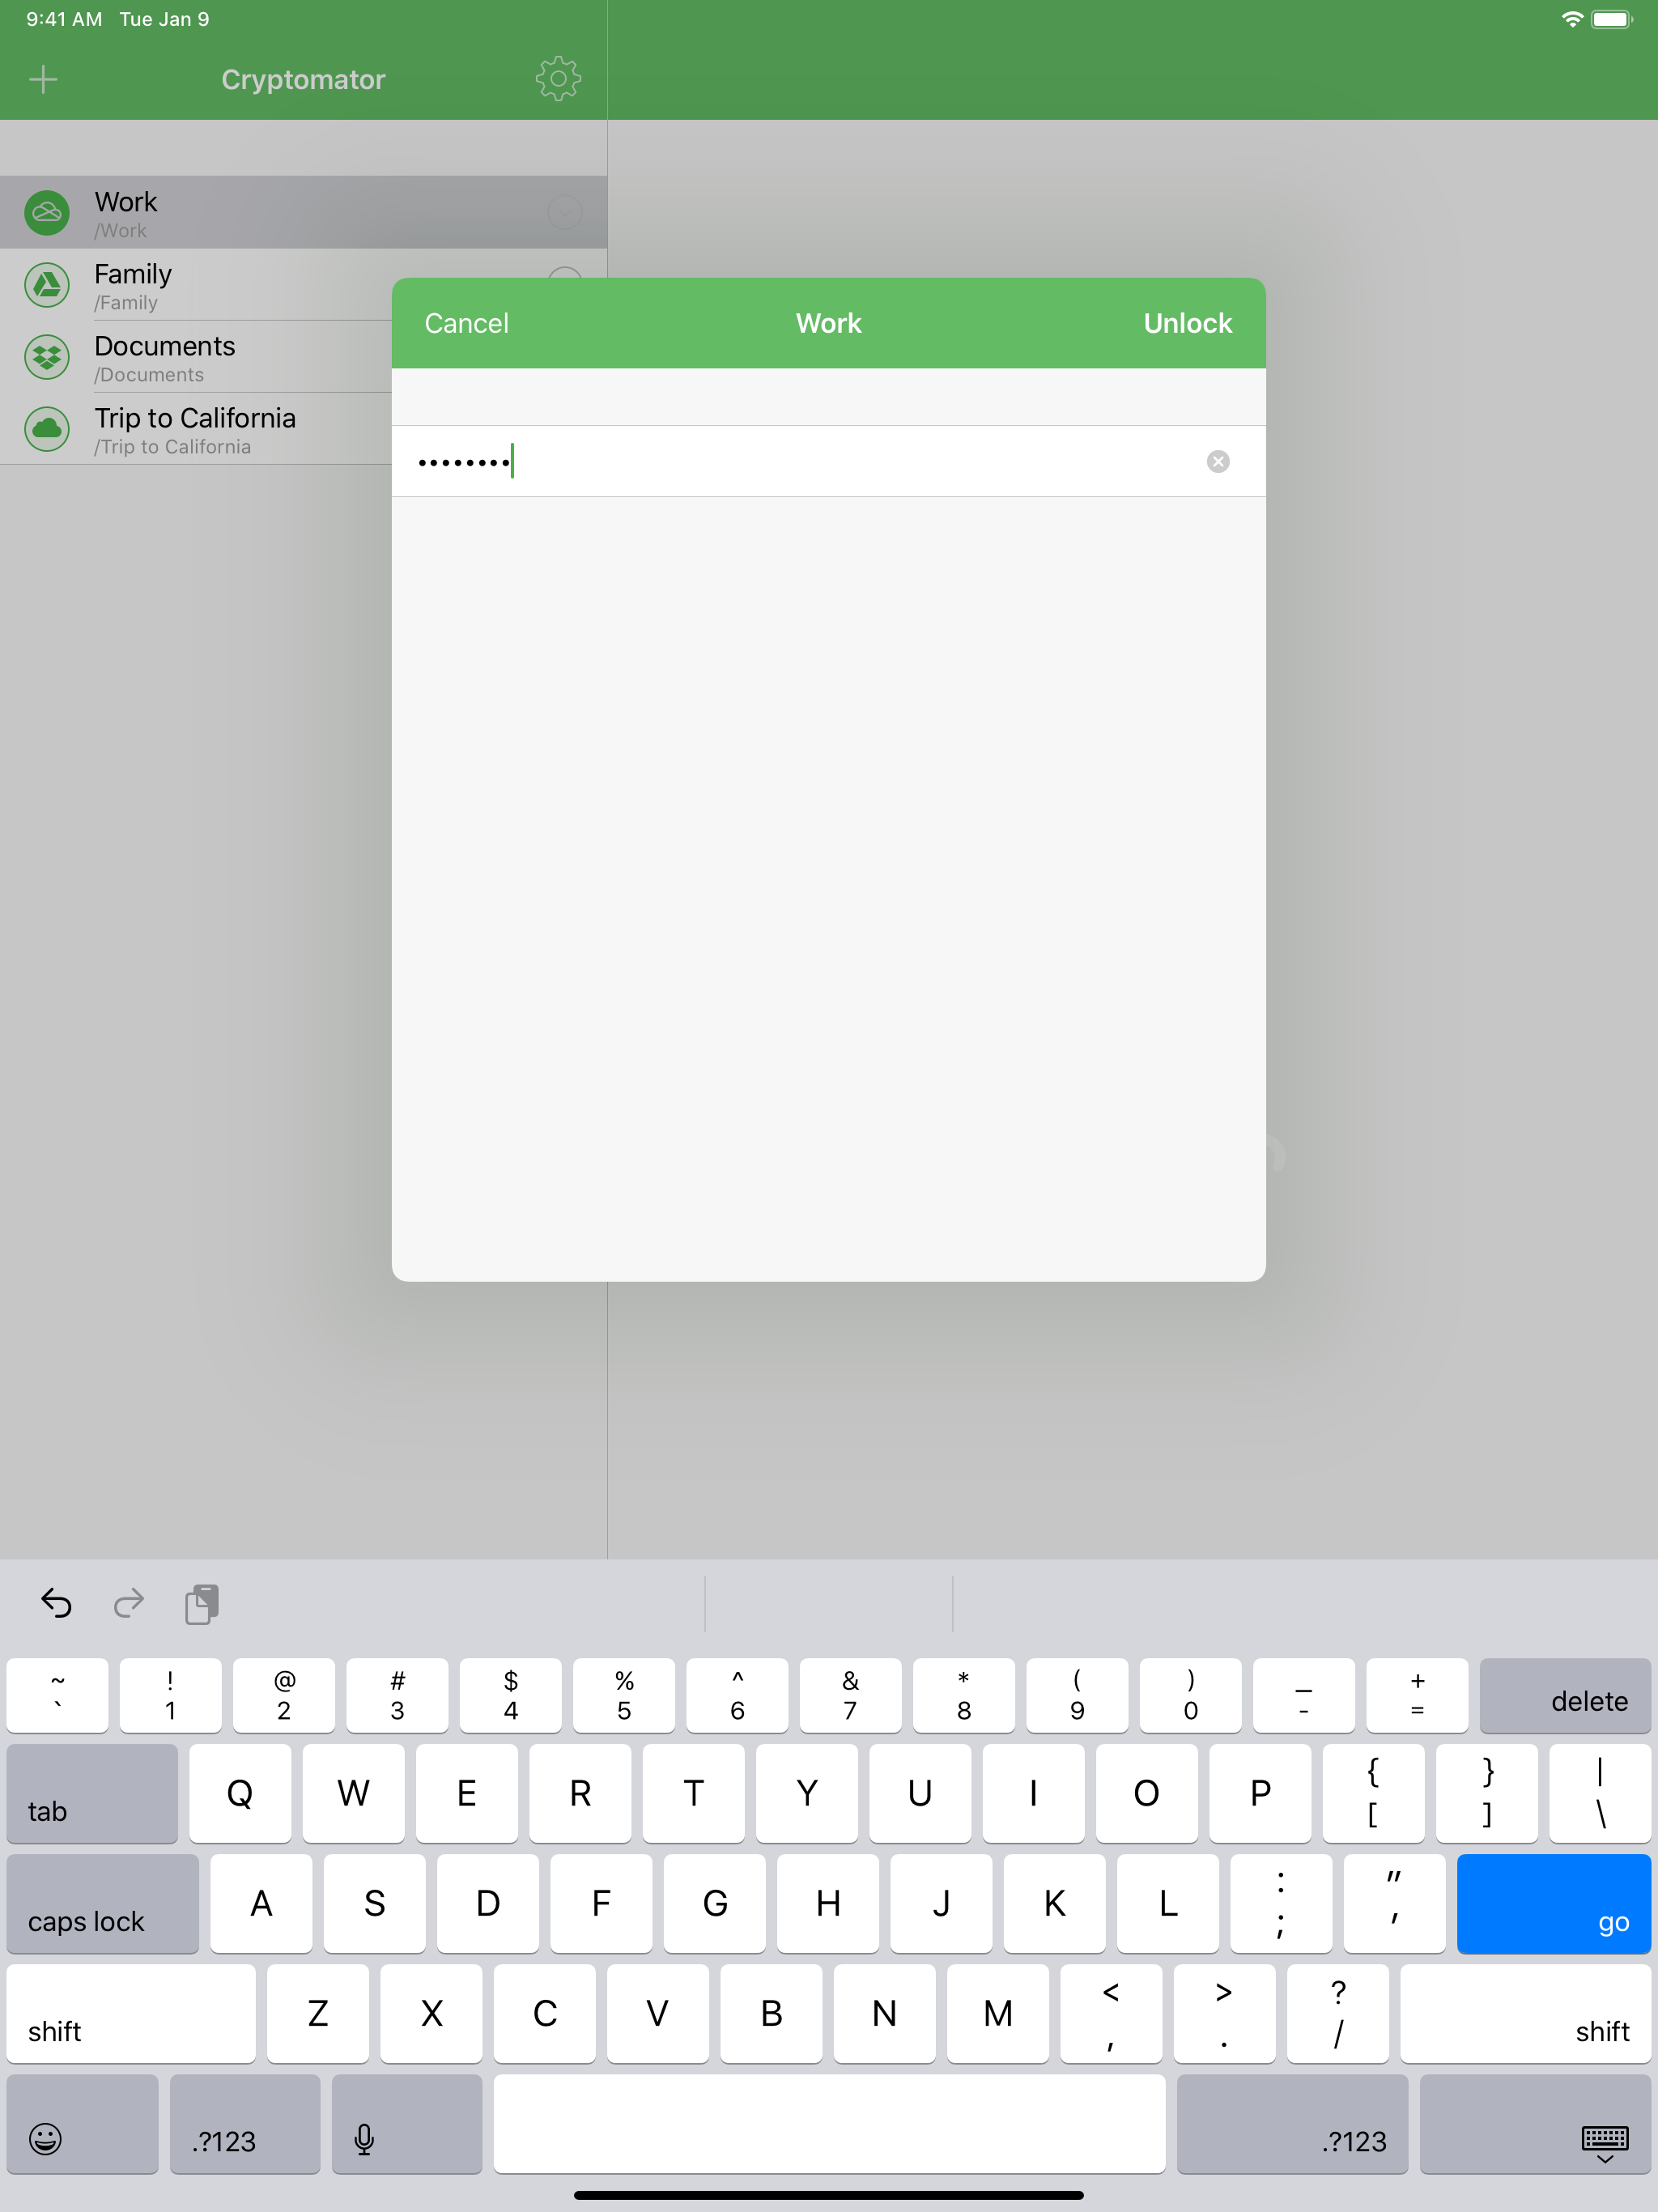 9:41 AM Tue Jan 9
Cryptomator
Work
/Work
Family
/Family
Documents
/Documents
Trip to California
/Trip to California
Cancel Work Unlock
••••••••
~ ! @ # $ % ^ & * ( ) _ +
` 1 2 3 4 5 6 7 8 9 0 - = delete
tab Q W E R T Y U I O P { [ } ] | \
caps lock A S D F G H J K L : ; " ' go
shift Z X C V B N M < , > . ? / shift
.?123 .?123